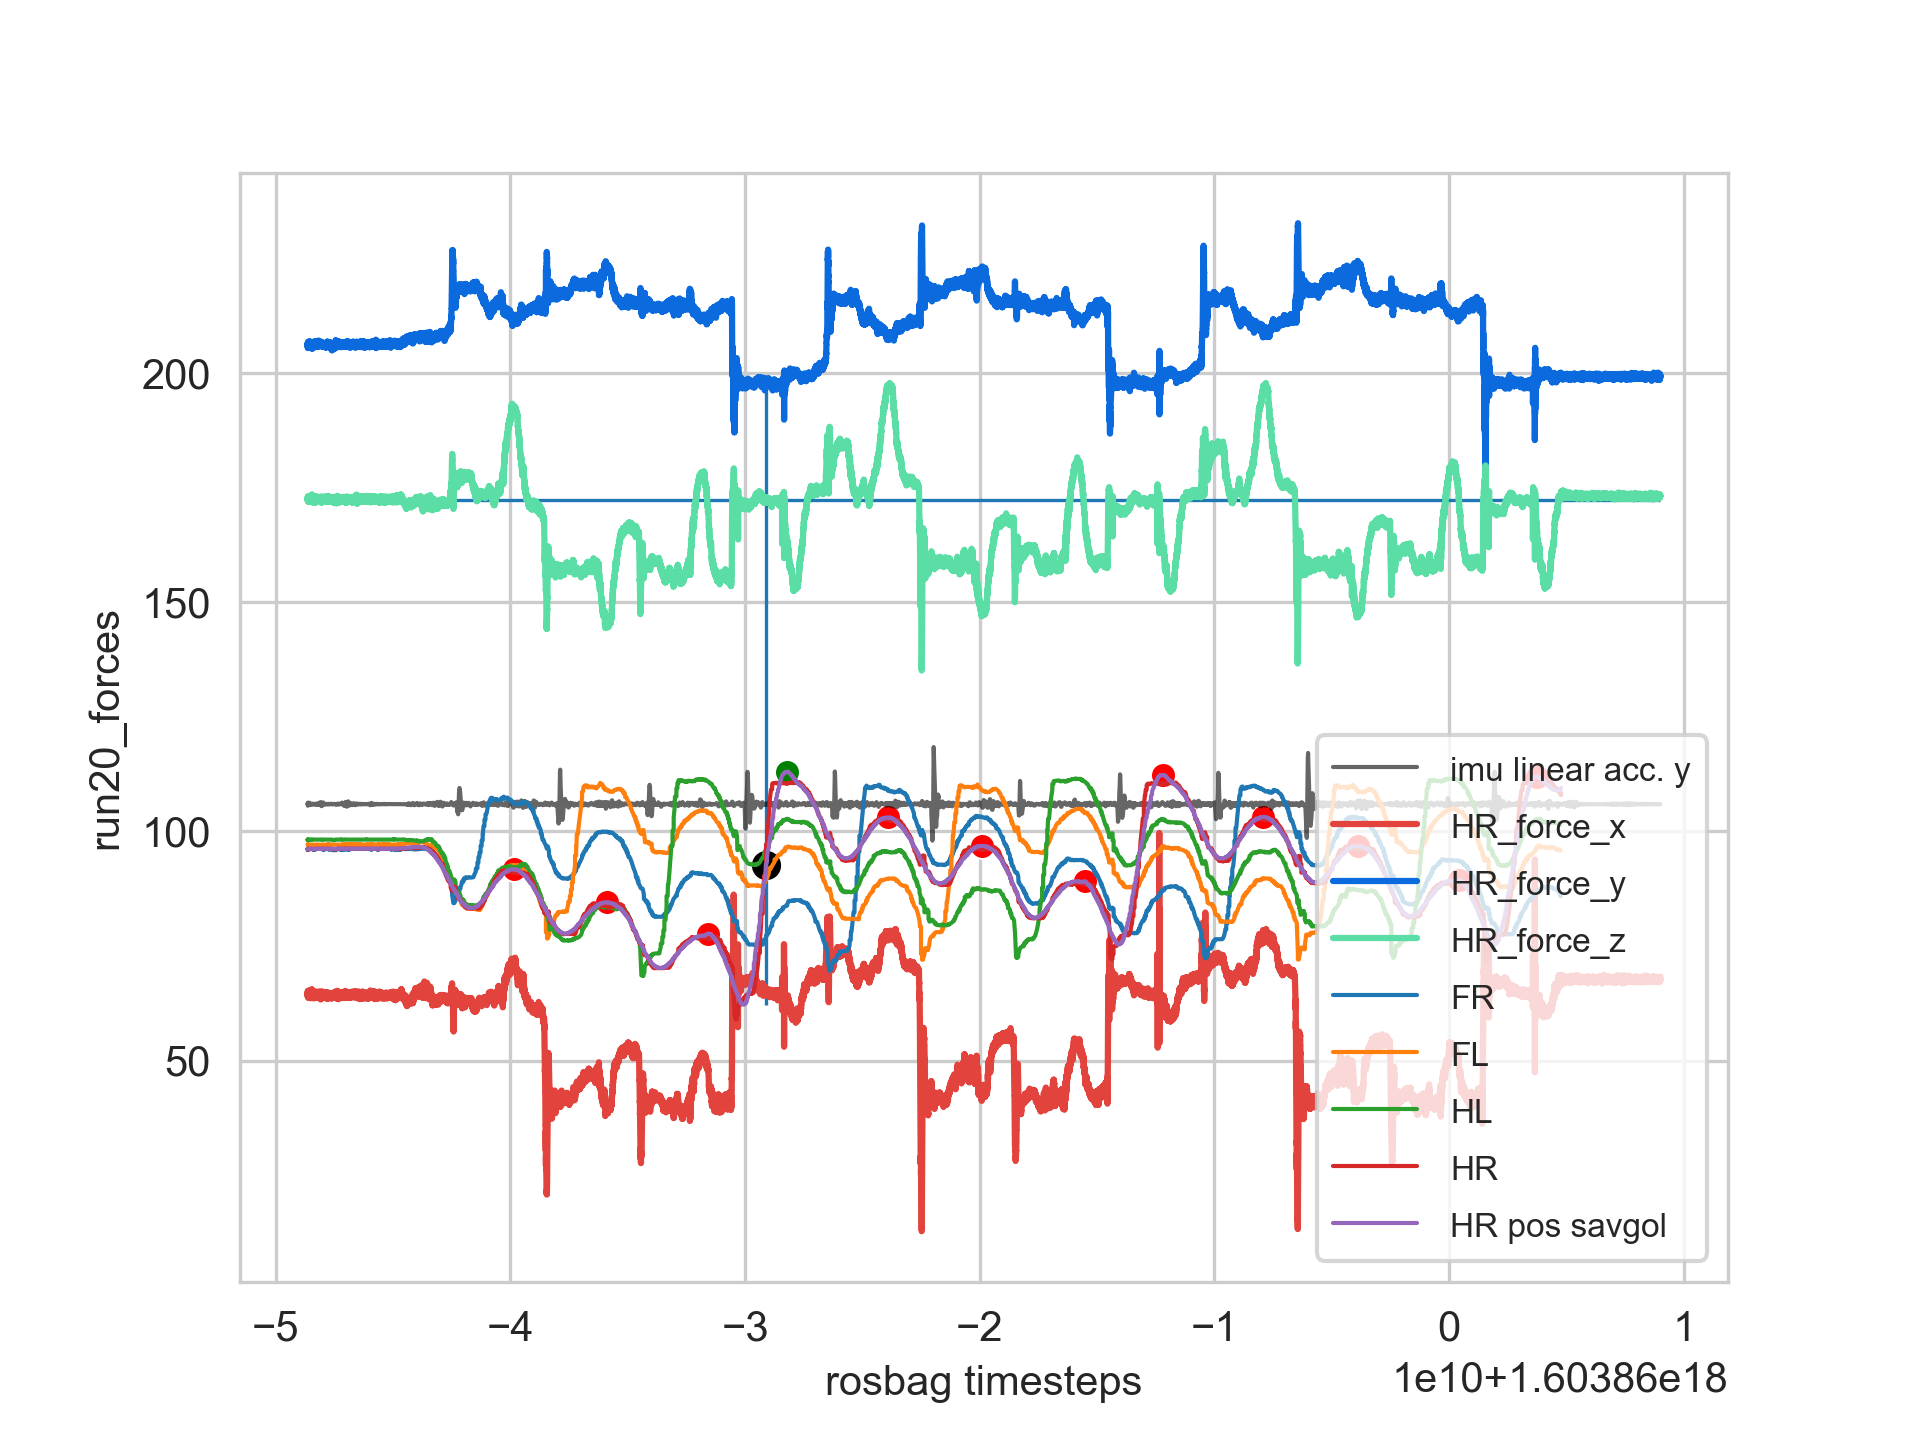 run20_forces
200
150
100
50
imu linear acc. y
HR_force_x
HR_force_y
HR_force_z
FR
FL
HL
HR
HR pos savgol
−5 −4 −3 −2 −1 0 1
rosbag timesteps
1e10+1.60386e18